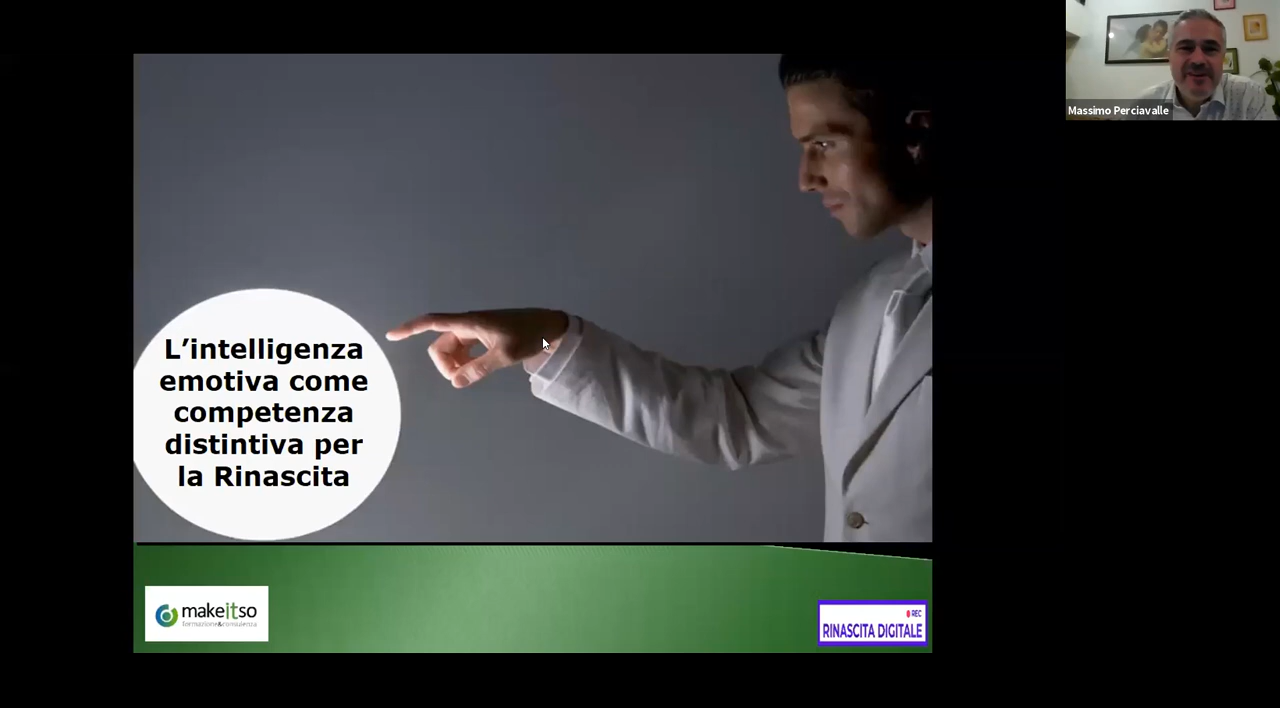 Massimo Perciavalle
L’intelligenza
emotiva come
competenza
distintiva per
la Rinascita
makeitso
formazione&consulenza
REC
RINASCITA DIGITALE